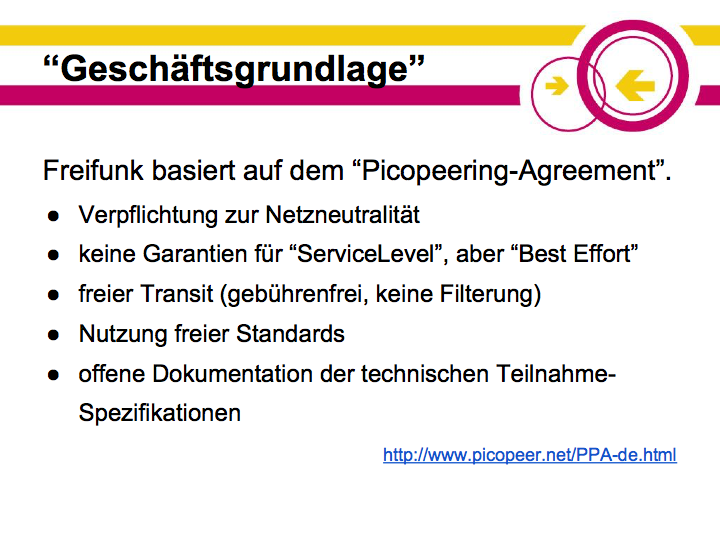 “Geschäftsgrundlage”
Freifunk basiert auf dem “Picopeering-Agreement”.
● Verpflichtung zur Netzneutralität
● keine Garantien für “ServiceLevel”, aber “Best Effort”
● freier Transit (gebührenfrei, keine Filterung)
● Nutzung freier Standards
● offene Dokumentation der technischen Teilnahme-
Spezifikationen
http://www.picopeer.net/PPA-de.html